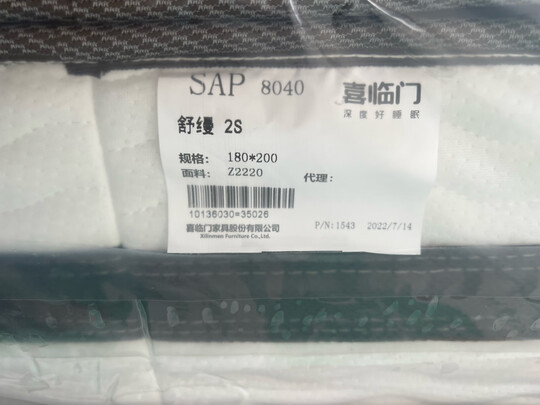 SAP 8040
喜临门
深度好睡眠
舒缦 2S
规格: 180*200
面料: Z2220
代理:
10136030*35026
喜临门家具股份有限公司
Xilinmen Furniture Co.,Ltd.
P/N:1543 2022/7/14